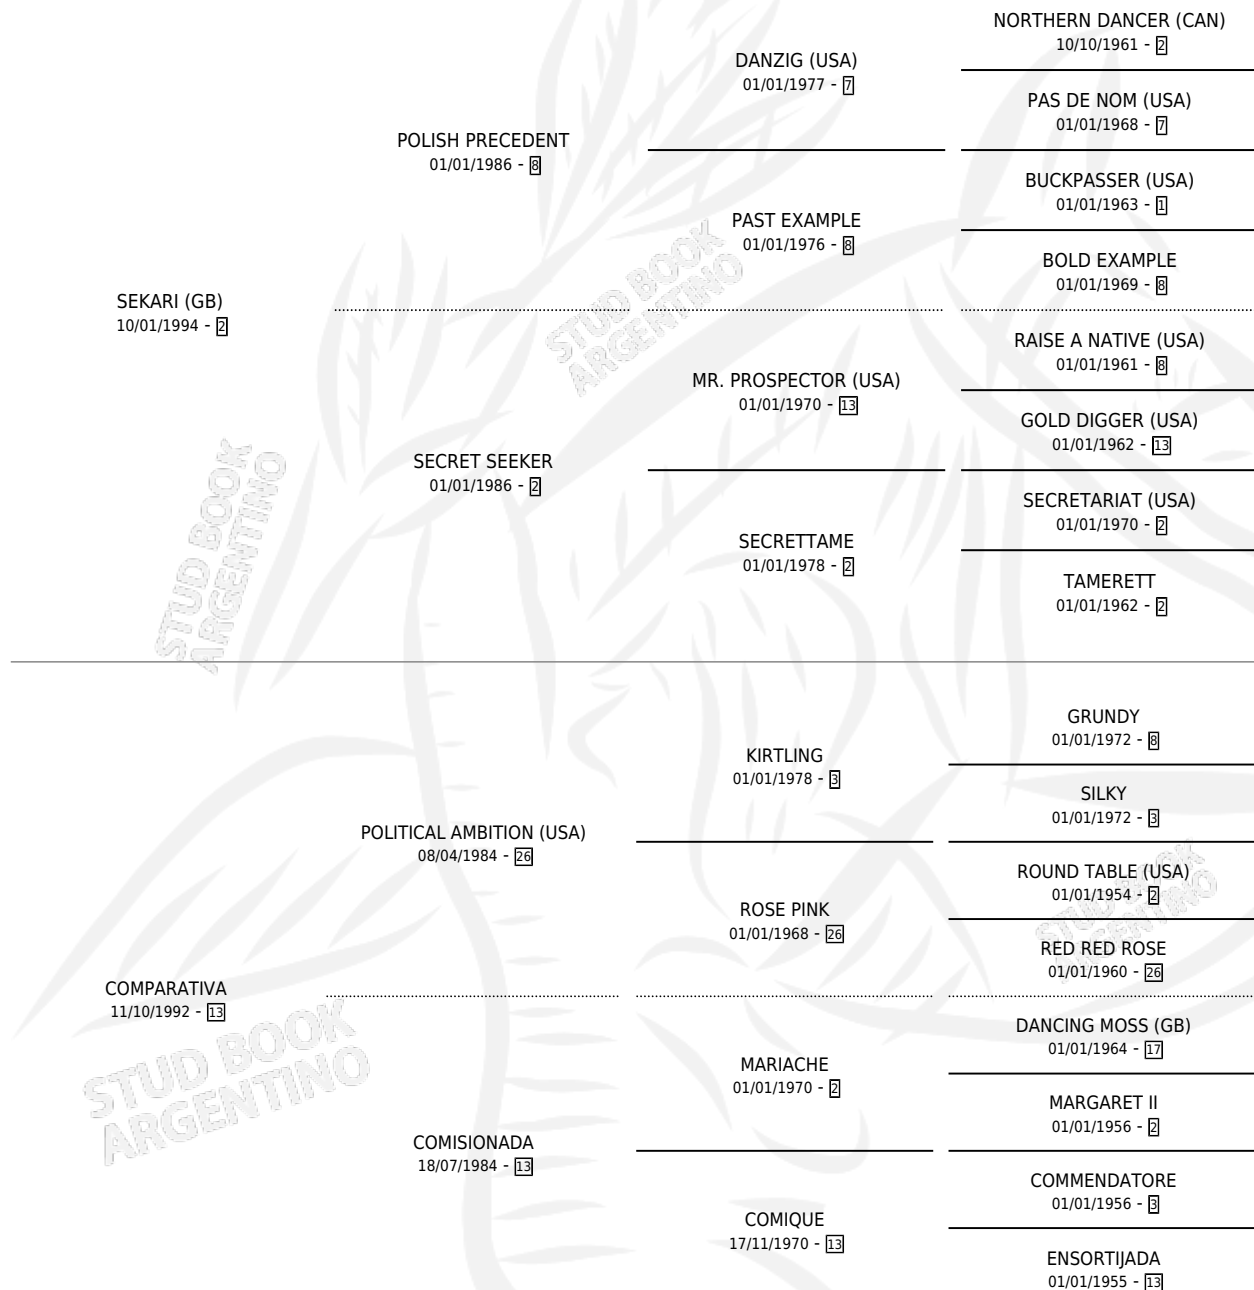 NORTHERN DANCER (CAN)
10/10/1961 - 2
DANZIG (USA)
01/01/1977 - 7
PAS DE NOM (USA)
01/01/1968 - 7
POLISH PRECEDENT
01/01/1986 - 8
BUCKPASSER (USA)
01/01/1963 - 1
PAST EXAMPLE
01/01/1976 - 8
BOLD EXAMPLE
01/01/1969 - 8
SEKARI (GB)
10/01/1994 - 2
STUD BOOK
ARGENTINO
RAISE A NATIVE (USA)
01/01/1961 - 8
MR. PROSPECTOR (USA)
01/01/1970 - 13
GOLD DIGGER (USA)
01/01/1962 - 13
SECRET SEEKER
01/01/1986 - 2
SECRETARIAT (USA)
01/01/1970 - 2
SECRETTAME
01/01/1978 - 2
TAMERETT
01/01/1962 - 2
STUD BOOK
ARGENTINO
GRUNDY
01/01/1972 - 8
KIRTLING
01/01/1978 - 3
SILKY
01/01/1972 - 3
POLITICAL AMBITION (USA)
08/04/1984 - 26
ROUND TABLE (USA)
01/01/1954 - 2
ROSE PINK
01/01/1968 - 26
RED RED ROSE
01/01/1960 - 26
STUD BOOK
ARGENTINO
COMPARATIVA
11/10/1992 - 13
DANCING MOSS (GB)
01/01/1964 - 17
MARIACHE
01/01/1970 - 2
MARGARET II
01/01/1956 - 2
STUD BOOK
ARGENTINO
COMISIONADA
18/07/1984 - 13
COMMENDATORE
01/01/1956 - 3
COMIQUE
17/11/1970 - 13
ENSORTIJADA
01/01/1955 - 13